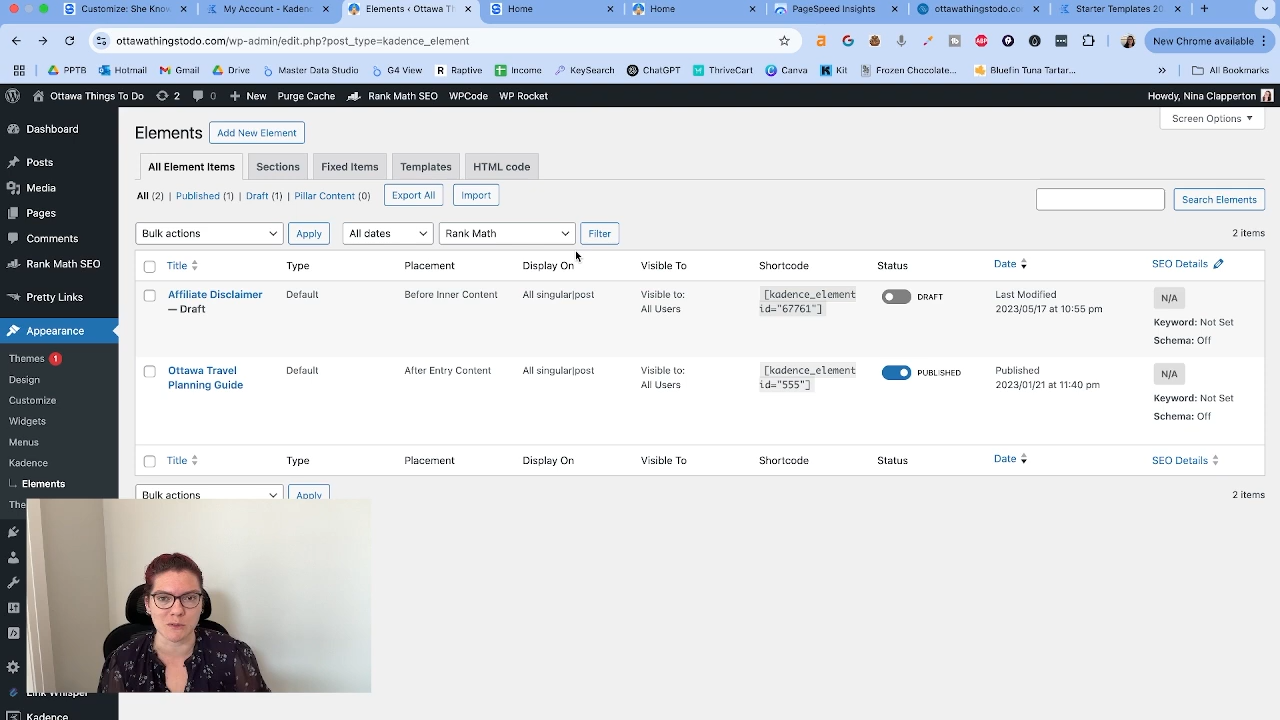 Customize: She Know
My Account - Kadenc
Elements ‹ Ottawa Th
Home
Home
PageSpeed Insights
ottawathingstodo.co
Starter Templates 20
ottawathingstodo.com/wp-admin/edit.php?post_type=kadence_element
New Chrome available
PPTB
Hotmail
Gmail
Drive
Master Data Studio
G4 View
Raptive
Income
KeySearch
ChatGPT
ThriveCart
Canva
Kit
Frozen Chocolate...
Bluefin Tuna Tartar...
All Bookmarks
Ottawa Things To Do 2 0 New Purge Cache Rank Math SEO WPCode WP Rocket Howdy, Nina Clapperton
Screen Options
Dashboard
Posts
Media
Pages
Comments
Rank Math SEO
Pretty Links
Appearance
Themes 1
Design
Customize
Widgets
Menus
Kadence
Elements
Kadence
Elements Add New Element
All Element Items Sections Fixed Items Templates HTML code
All (2) | Published (1) | Draft (1) | Pillar Content (0) Export All Import
Search Elements
Bulk actions Apply All dates Rank Math Filter 2 items
Title Type Placement Display On Visible To Shortcode Status Date SEO Details
Affiliate Disclaimer
— Draft
Default
Before Inner Content
All singular|post
Visible to:
All Users
[kadence_element
id="67761"]
DRAFT
Last Modified
2023/05/17 at 10:55 pm
N/A
Keyword: Not Set
Schema: Off
Ottawa Travel
Planning Guide
Default
After Entry Content
All singular|post
Visible to:
All Users
[kadence_element
id="555"]
PUBLISHED
Published
2023/01/21 at 11:40 pm
N/A
Keyword: Not Set
Schema: Off
Title Type Placement Display On Visible To Shortcode Status Date SEO Details
Bulk actions Apply 2 items